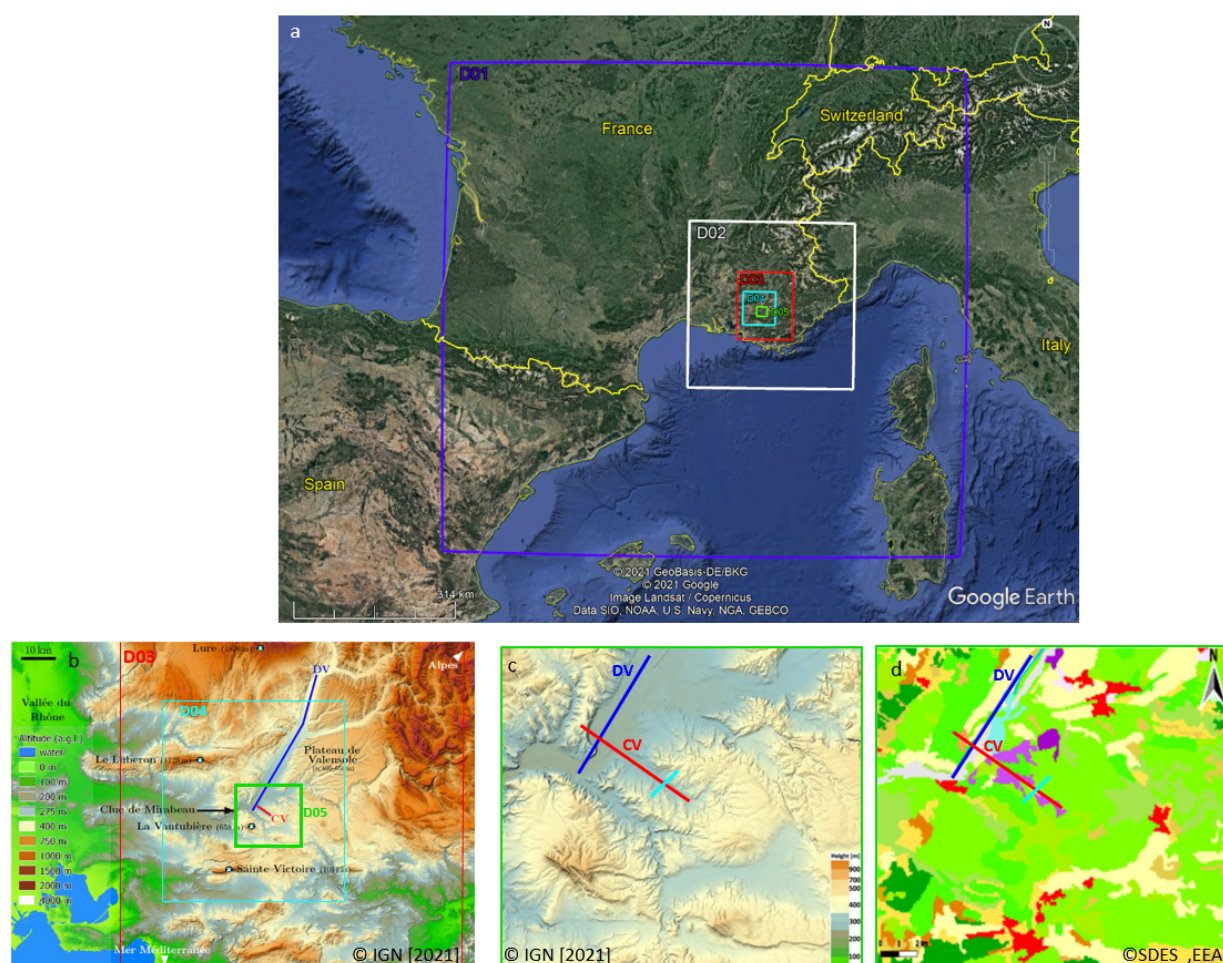 a
N
D01
France
Switzerland
D02
D03
D04
D05
Italy
Spain
© 2021 GeoBasis-DE/BKG
© 2021 Google
Image Landsat / Copernicus
Data SIO, NOAA, U.S. Navy, NGA, GEBCO
314 km
Google Earth
10 km
b
D03
Lure
Alpes
DV
Vallée du
Rhône
D04
Altitude (a.g.l.)
water
0 m
100 m
200 m
275 m
400 m
750 m
1000 m
1500 m
2000 m
4000 m
Plateau de
Valensole
Le Luberon
Clue de Mirabeau
D05
CV
La Vautubière
Sainte Victoire
Mer Méditerranée
© IGN [2021]
c
DV
CV
Height [m]
900
700
500
400
300
200
100
© IGN [2021]
d
N
DV
CV
0 1 2
©SDES ,EEA